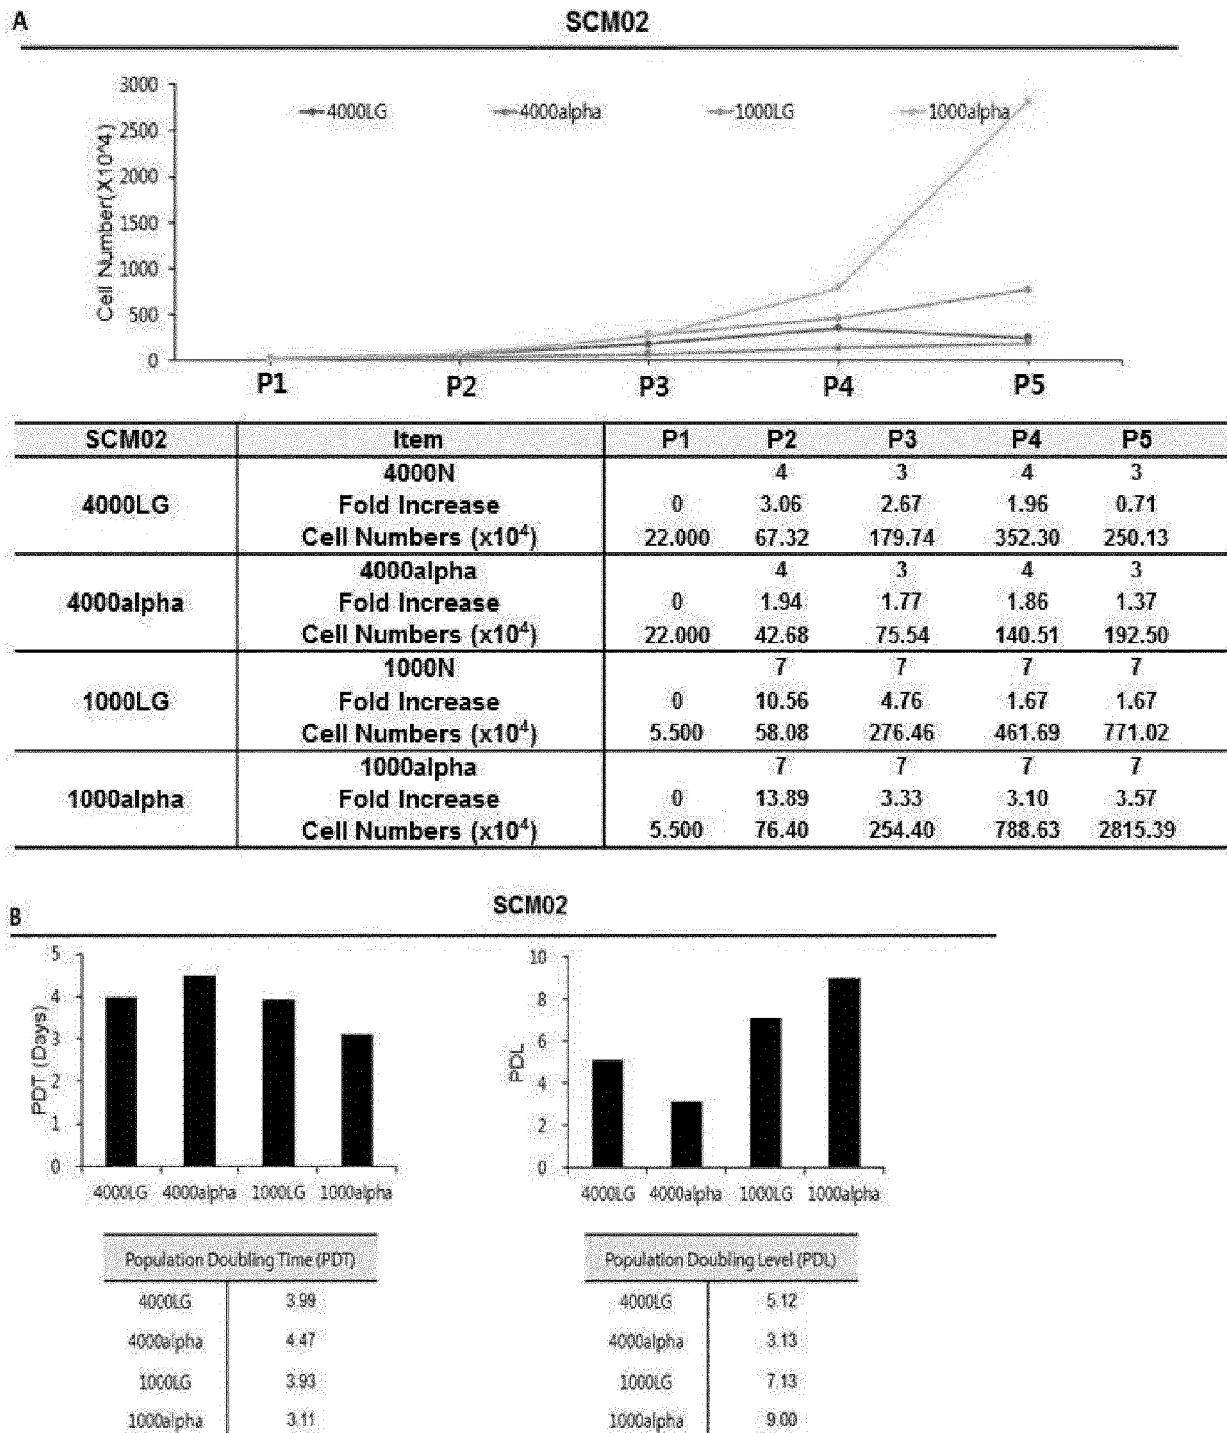 A
SCM02
3000
2500
2000
1500
1000
500
0
Cell Number(X10^4)
4000LG 4000alpha 1000LG 1000alpha
P1 P2 P3 P4 P5
SCM02 Item P1 P2 P3 P4 P5
4000N 4 3 4 3
4000LG Fold Increase 0 3.06 2.67 1.96 0.71
Cell Numbers (x10⁴) 22.000 67.32 179.74 352.30 250.13
4000alpha 4 3 4 3
4000alpha Fold Increase 0 1.94 1.77 1.86 1.37
Cell Numbers (x10⁴) 22.000 42.68 75.54 140.51 192.50
1000N 7 7 7 7
1000LG Fold Increase 0 10.56 4.76 1.67 1.67
Cell Numbers (x10⁴) 5.500 58.08 276.46 461.69 771.02
1000alpha 7 7 7 7
1000alpha Fold Increase 0 13.89 3.33 3.10 3.57
Cell Numbers (x10⁴) 5.500 76.40 254.40 788.63 2815.39
B
SCM02
5
4
3
2
1
0
PDT (Days)
4000LG 4000alpha 1000LG 1000alpha
10
8
6
4
2
0
PDL
4000LG 4000alpha 1000LG 1000alpha
Population Doubling Time (PDT)
4000LG 3.99
4000alpha 4.47
1000LG 3.93
1000alpha 3.11
Population Doubling Level (PDL)
4000LG 5.12
4000alpha 3.13
1000LG 7.13
1000alpha 9.00